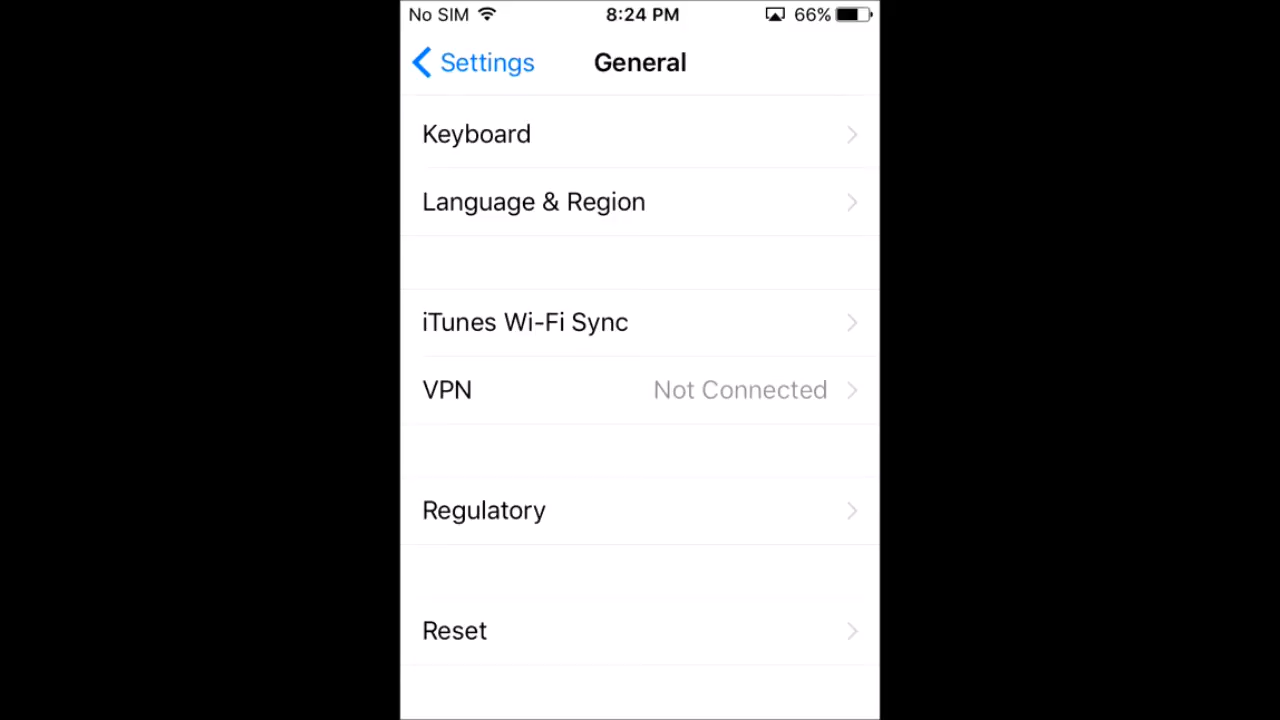 No SIM 8:24 PM 66%
Settings General
Keyboard
Language & Region
iTunes Wi-Fi Sync
VPN Not Connected
Regulatory
Reset